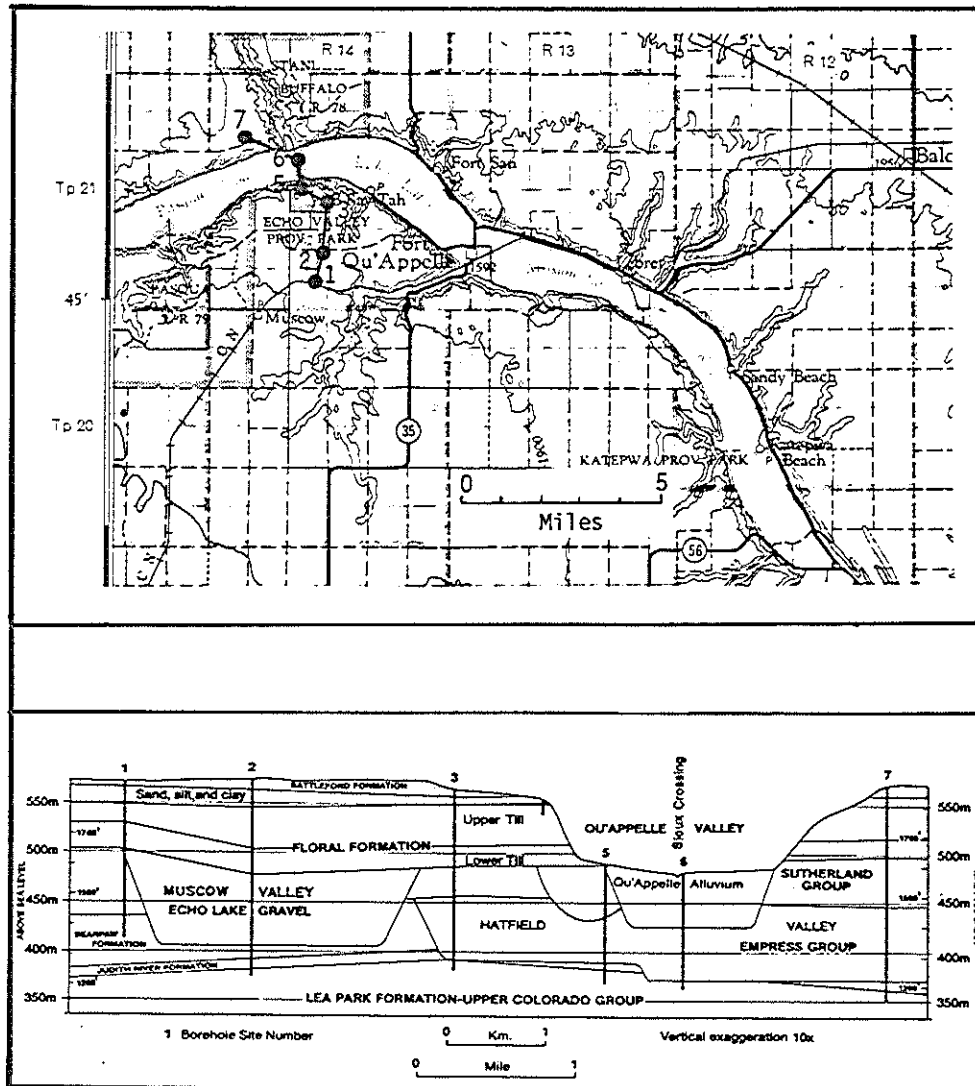 R 14
R 13
R 12
BUFFALO
R 78
7
6
Fort San
Tp 21
5
ECHO VALLEY
PROV. PARK
Fort
Qu'Appelle
2
1
45'
R 79
Muscow
Sandy Beach
Tp 20
35
1900
KATEPWA PROV. PARK
Beach
0
5
Miles
56
1
2
3
Sioux Crossing
7
BATTLEFORD FORMATION
550m
Sand, silt, and clay
Upper Till
QU'APPELLE VALLEY
550m
FLORAL FORMATION
500m
Lower Till
5
6
500m
Qu'Appelle Alluvium
SUTHERLAND
GROUP
MUSCOW VALLEY
ECHO LAKE GRAVEL
450m
HATFIELD
VALLEY
450m
ABOVE SEA LEVEL
BEARPAW
FORMATION
EMPRESS GROUP
400m
400m
JUDITH RIVER FORMATION
350m
LEA PARK FORMATION-UPPER COLORADO GROUP
350m
1 Borehole Site Number
0
Km.
1
Vertical exaggeration 10x
0
Mile
1